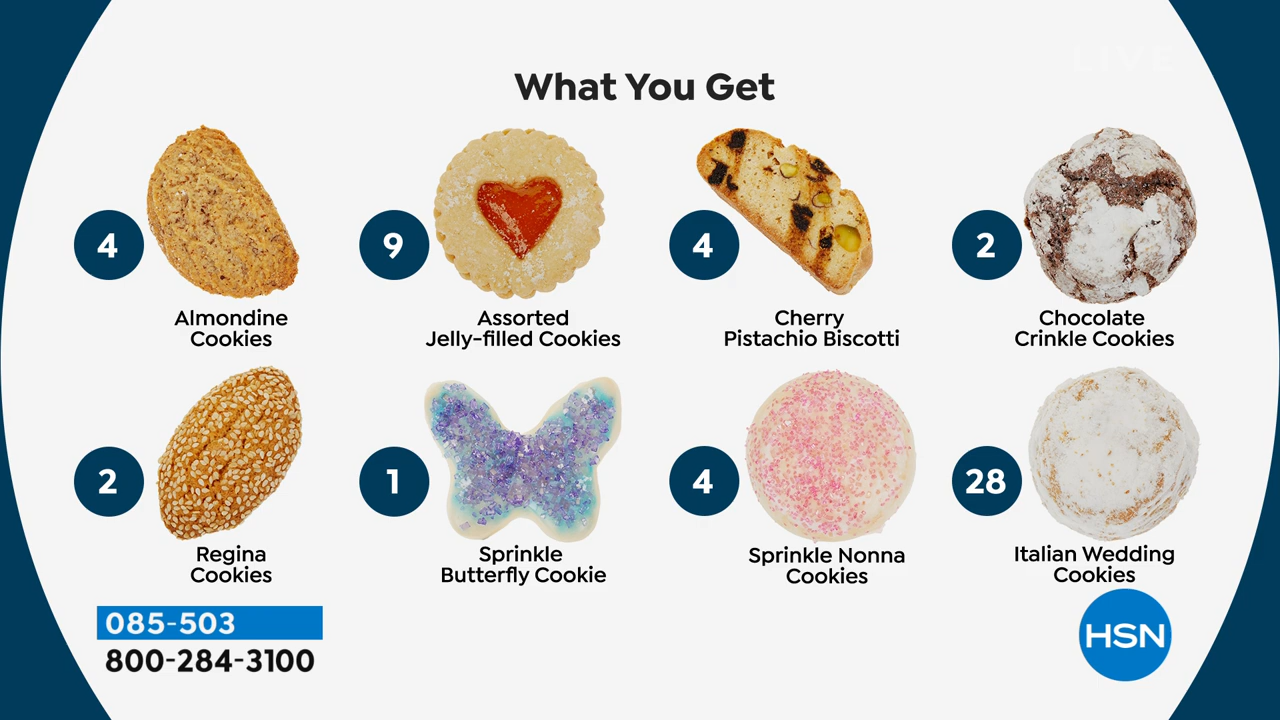 LIVE
What You Get
4
Almondine
Cookies
9
Assorted
Jelly-filled Cookies
4
Cherry
Pistachio Biscotti
2
Chocolate
Crinkle Cookies
2
Regina
Cookies
1
Sprinkle
Butterfly Cookie
4
Sprinkle Nonna
Cookies
28
Italian Wedding
Cookies
085-503
800-284-3100
HSN